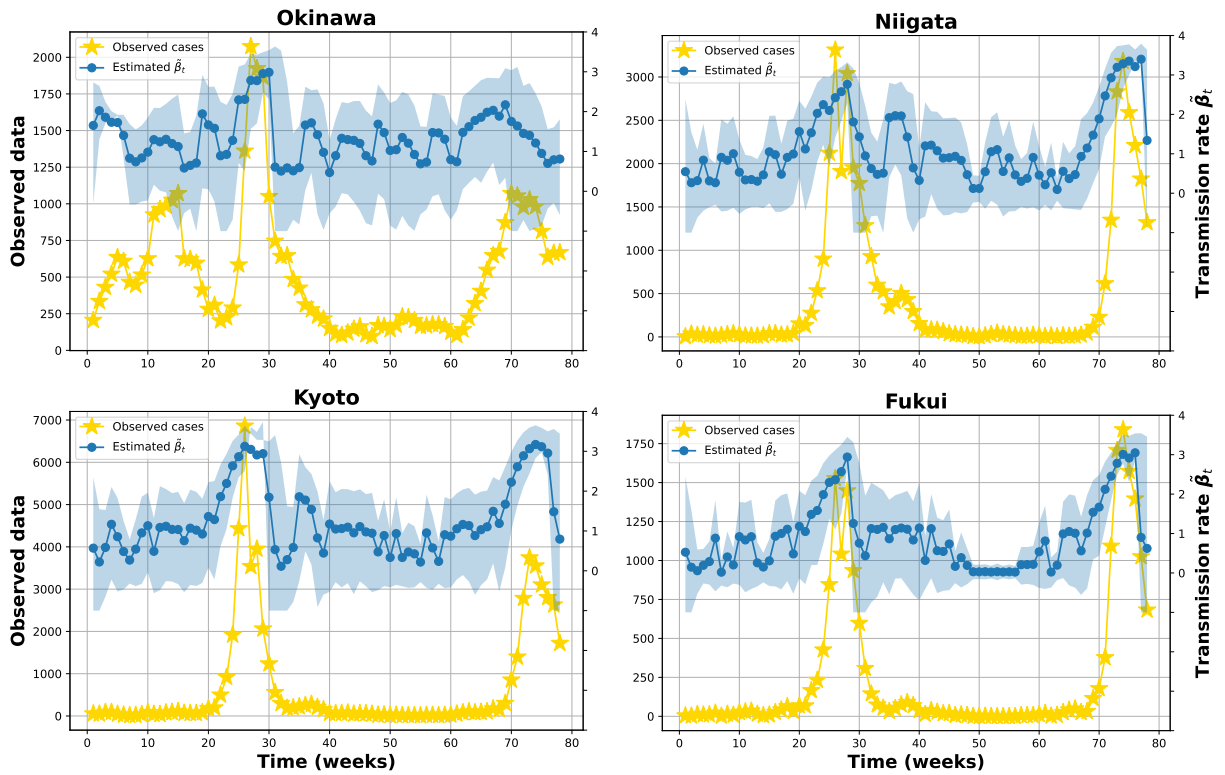 Okinawa
Observed data
2000
1750
1500
1250
1000
750
500
250
0
Observed cases
Estimated β̃ₜ
4
3
2
1
0
0 10 20 30 40 50 60 70 80
Niigata
3000
2500
2000
1500
1000
500
0
Observed cases
Estimated β̃ₜ
4
3
2
1
0
Transmission rate β̃ₜ
0 10 20 30 40 50 60 70 80
Kyoto
Observed data
7000
6000
5000
4000
3000
2000
1000
0
Observed cases
Estimated β̃ₜ
4
3
2
1
0
0 10 20 30 40 50 60 70 80
Time (weeks)
Fukui
1750
1500
1250
1000
750
500
250
0
Observed cases
Estimated β̃ₜ
4
3
2
1
0
Transmission rate β̃ₜ
0 10 20 30 40 50 60 70 80
Time (weeks)